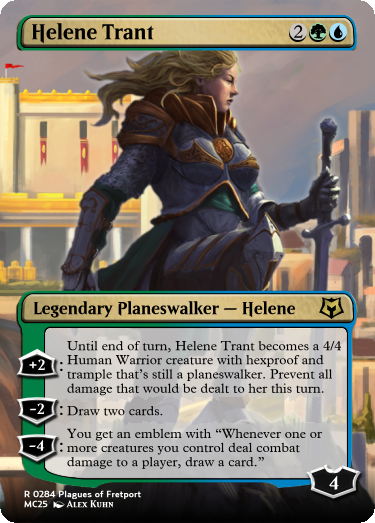 Helene Trant 2
Legendary Planeswalker — Helene
Until end of turn, Helene Trant becomes a 4/4
+2: Human Warrior creature with hexproof and
trample that's still a planeswalker. Prevent all
damage that would be dealt to her this turn.
-2: Draw two cards.
You get an emblem with “Whenever one or
-4: more creatures you control deal combat
damage to a player, draw a card.”
4
R 0284 Plagues of Fretport
MC25 Alex Kuhn